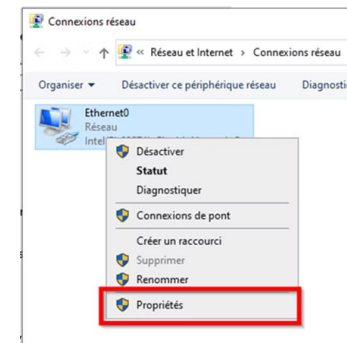 Connexions réseau
« Réseau et Internet > Connexions réseau
Organiser Désactiver ce périphérique réseau Diagnosti
Ethernet0
Réseau
Désactiver
Statut
Diagnostiquer
Connexions de pont
Créer un raccourci
Supprimer
Renommer
Propriétés